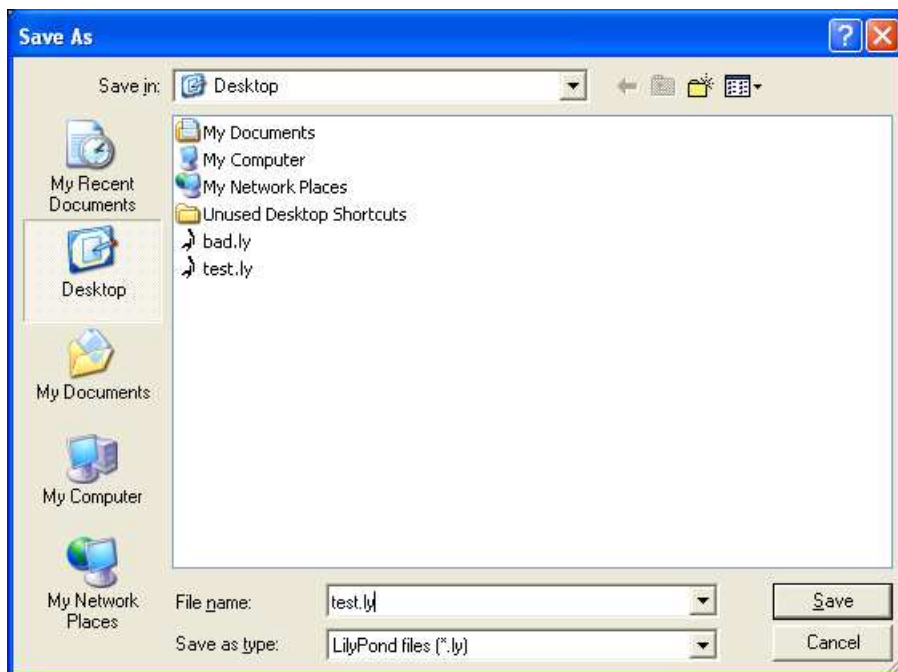 Save As
Save in:
Desktop
My Documents
My Computer
My Network Places
Unused Desktop Shortcuts
bad.ly
test.ly
My Recent
Documents
Desktop
My Documents
My Computer
My Network
Places
File name:
test.ly
Save
Save as type:
LilyPond files (*.ly)
Cancel